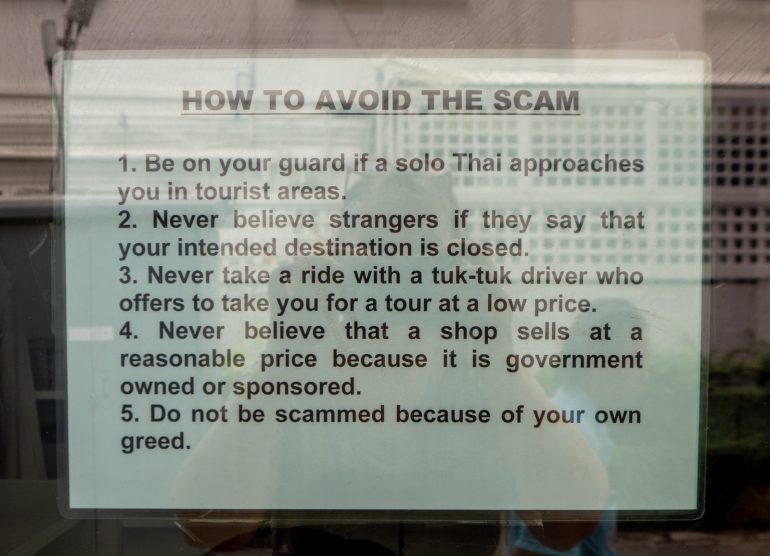 HOW TO AVOID THE SCAM
1. Be on your guard if a solo Thai approaches
you in tourist areas.
2. Never believe strangers if they say that
your intended destination is closed.
3. Never take a ride with a tuk-tuk driver who
offers to take you for a tour at a low price.
4. Never believe that a shop sells at a
reasonable price because it is government
owned or sponsored.
5. Do not be scammed because of your own
greed.